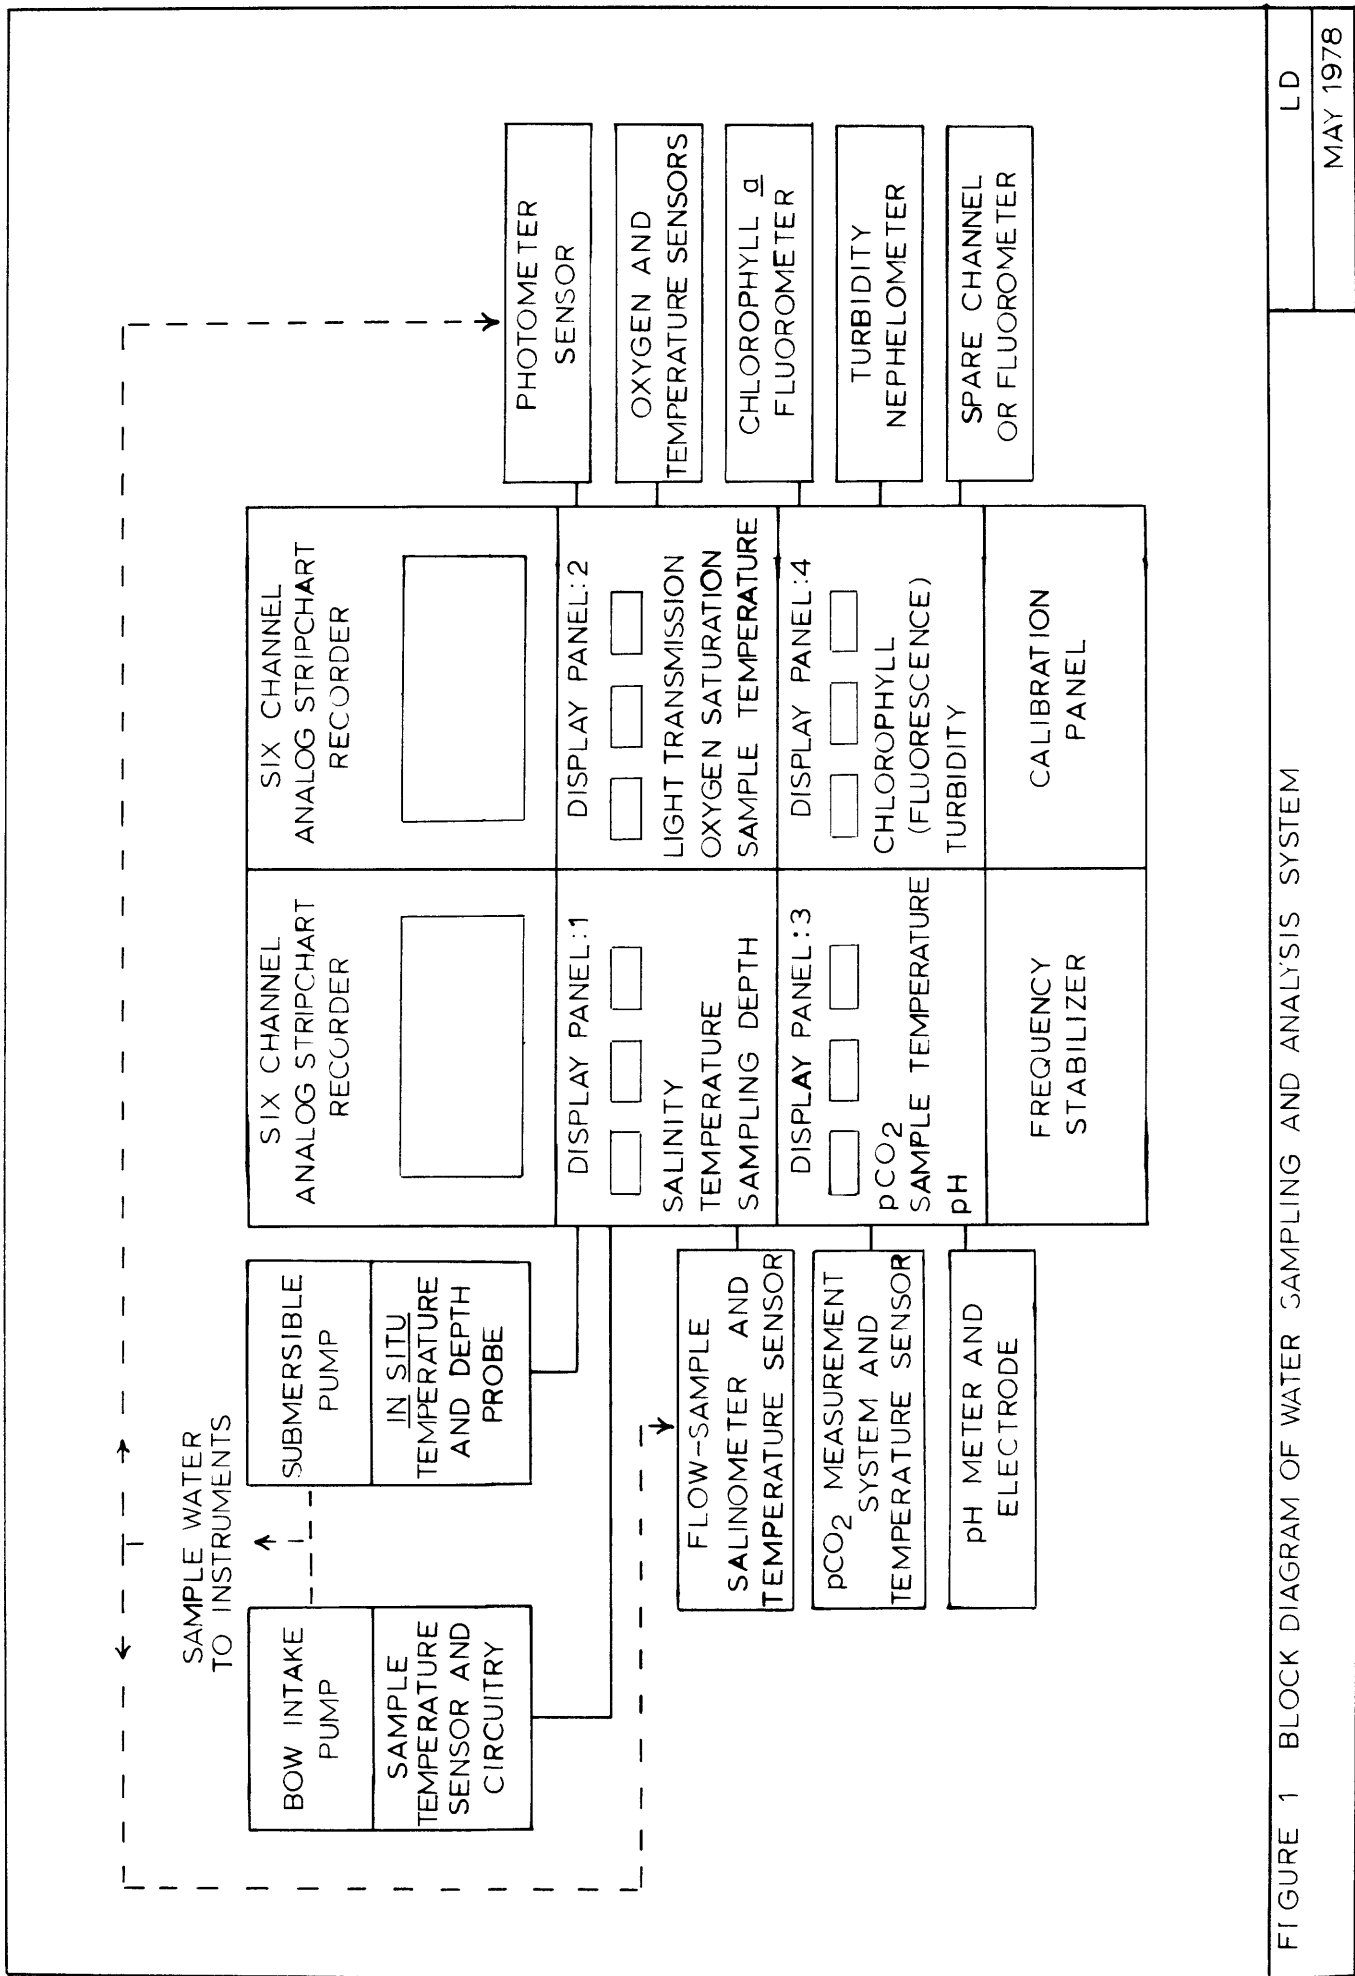 SAMPLE WATER
TO INSTRUMENTS
BOW INTAKE
PUMP
SAMPLE
TEMPERATURE
SENSOR AND
CIRCUITRY
SUBMERSIBLE
PUMP
IN SITU
TEMPERATURE
AND DEPTH
PROBE
SIX CHANNEL
ANALOG STRIPCHART
RECORDER
SIX CHANNEL
ANALOG STRIPCHART
RECORDER
DISPLAY PANEL:1
SALINITY
TEMPERATURE
SAMPLING DEPTH
DISPLAY PANEL:2
LIGHT TRANSMISSION
OXYGEN SATURATION
SAMPLE TEMPERATURE
DISPLAY PANEL:3
pCO2
SAMPLE TEMPERATURE
pH
DISPLAY PANEL:4
CHLOROPHYLL
(FLUORESCENCE)
TURBIDITY
FREQUENCY
STABILIZER
CALIBRATION
PANEL
FLOW-SAMPLE
SALINOMETER AND
TEMPERATURE SENSOR
pCO2 MEASUREMENT
SYSTEM AND
TEMPERATURE SENSOR
pH METER AND
ELECTRODE
PHOTOMETER
SENSOR
OXYGEN AND
TEMPERATURE SENSORS
CHLOROPHYLL a
FLUOROMETER
TURBIDITY
NEPHELOMETER
SPARE CHANNEL
OR FLUOROMETER
FIGURE 1 BLOCK DIAGRAM OF WATER SAMPLING AND ANALYSIS SYSTEM
LD
MAY 1978